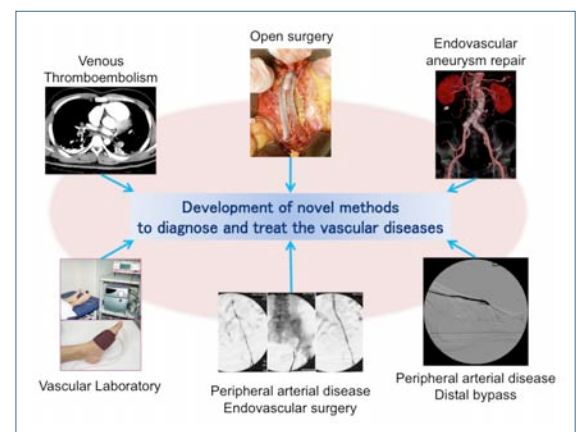 Open surgery
Venous
Thromboembolism
Endovascular
aneurysm repair
Development of novel methods
to diagnose and treat the vascular diseases
Vascular Laboratory
Peripheral arterial disease
Endovascular surgery
Peripheral arterial disease
Distal bypass